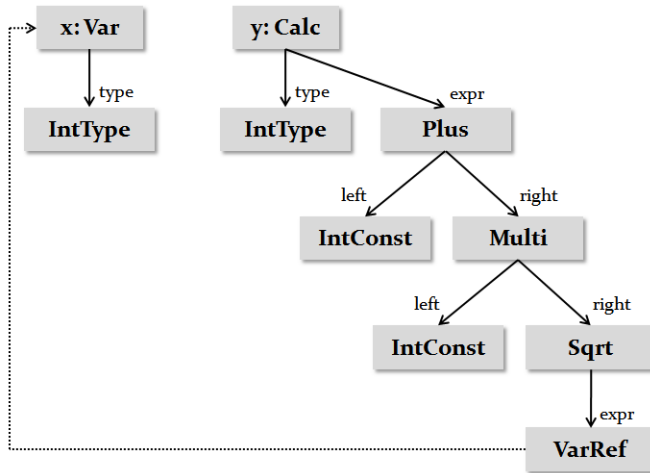 x: Var
y: Calc
type
type
expr
IntType
IntType
Plus
left
right
IntConst
Multi
left
right
IntConst
Sqrt
expr
VarRef